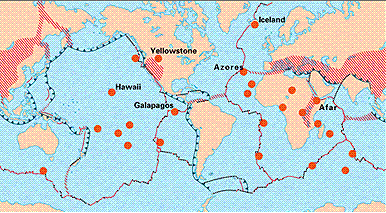 Iceland
Yellowstone
Azores
Hawaii
Galapagos
Afar